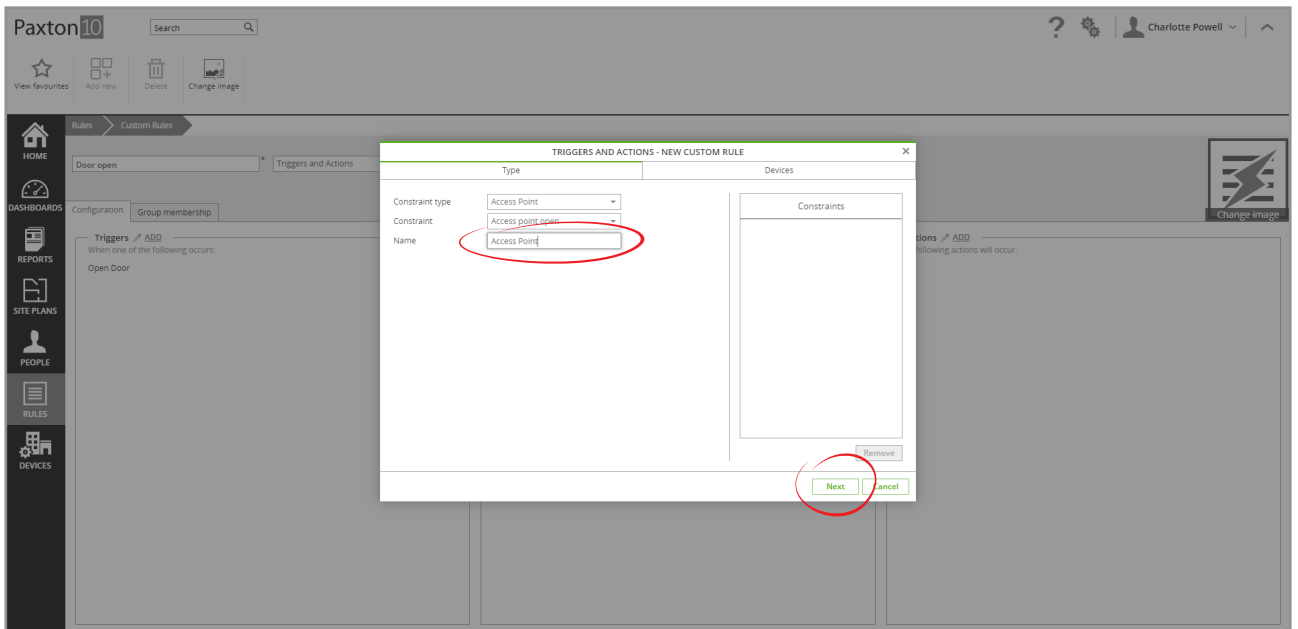 Paxton10
Search
Charlotte Powell
View favourites
Add new
Delete
Change image
Rules
Custom Rules
HOME
DASHBOARDS
REPORTS
SITE PLANS
PEOPLE
RULES
DEVICES
Door open
*
Triggers and Actions
Configuration
Group membership
Triggers ADD
When one of the following occurs:
Open Door
TRIGGERS AND ACTIONS - NEW CUSTOM RULE
Type
Devices
Constraint type
Access Point
Constraint
Access point open
Name
Access Point
Constraints
Remove
Next
Cancel
tions ADD
following actions will occur:
Change image